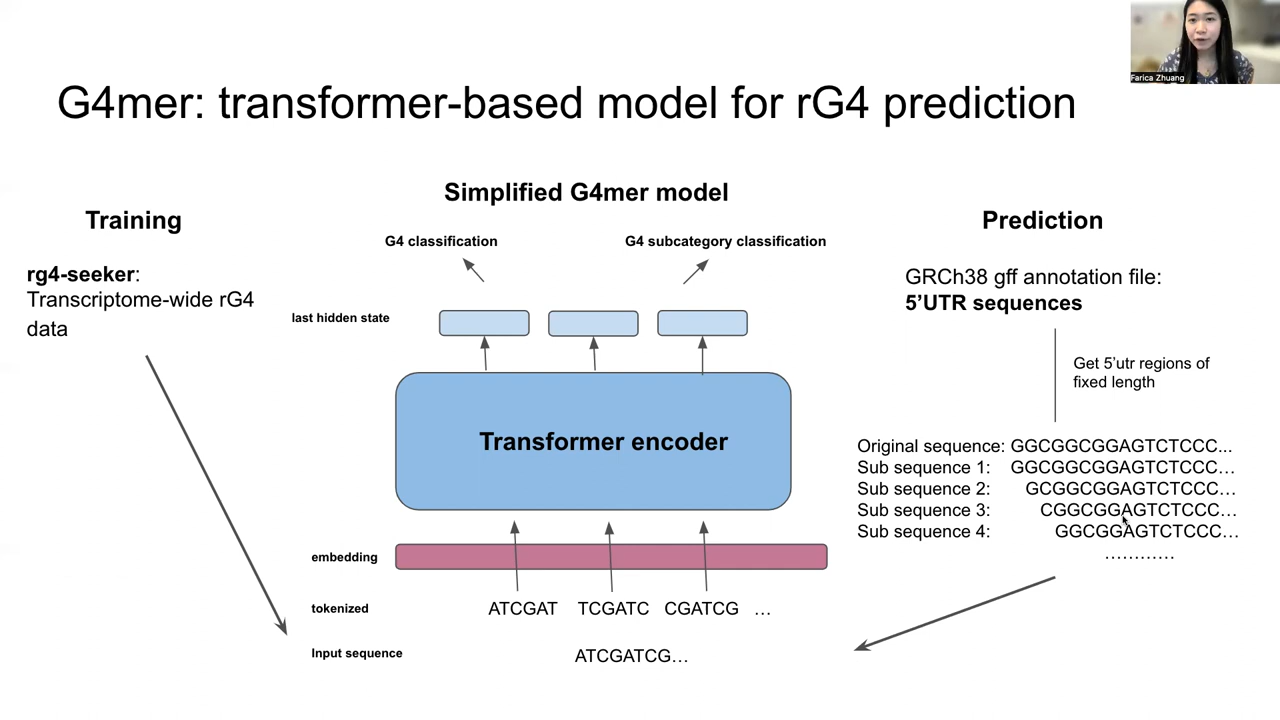 Farica Zhuang
G4mer: transformer-based model for rG4 prediction
Training
rg4-seeker:
Transcriptome-wide rG4
data
Simplified G4mer model
G4 classification
G4 subcategory classification
last hidden state
Transformer encoder
embedding
tokenized
ATCGAT TCGATC CGATCG …
Input sequence
ATCGATCG…
Prediction
GRCh38 gff annotation file:
5’UTR sequences
Get 5’utr regions of
fixed length
Original sequence: GGCGGCGGAGTCTCCC...
Sub sequence 1: GGCGGCGGAGTCTCCC…
Sub sequence 2: GCGGCGGAGTCTCCC…
Sub sequence 3: CGGCGGAGTCTCCC…
Sub sequence 4: GGCGGAGTCTCCC…
…………